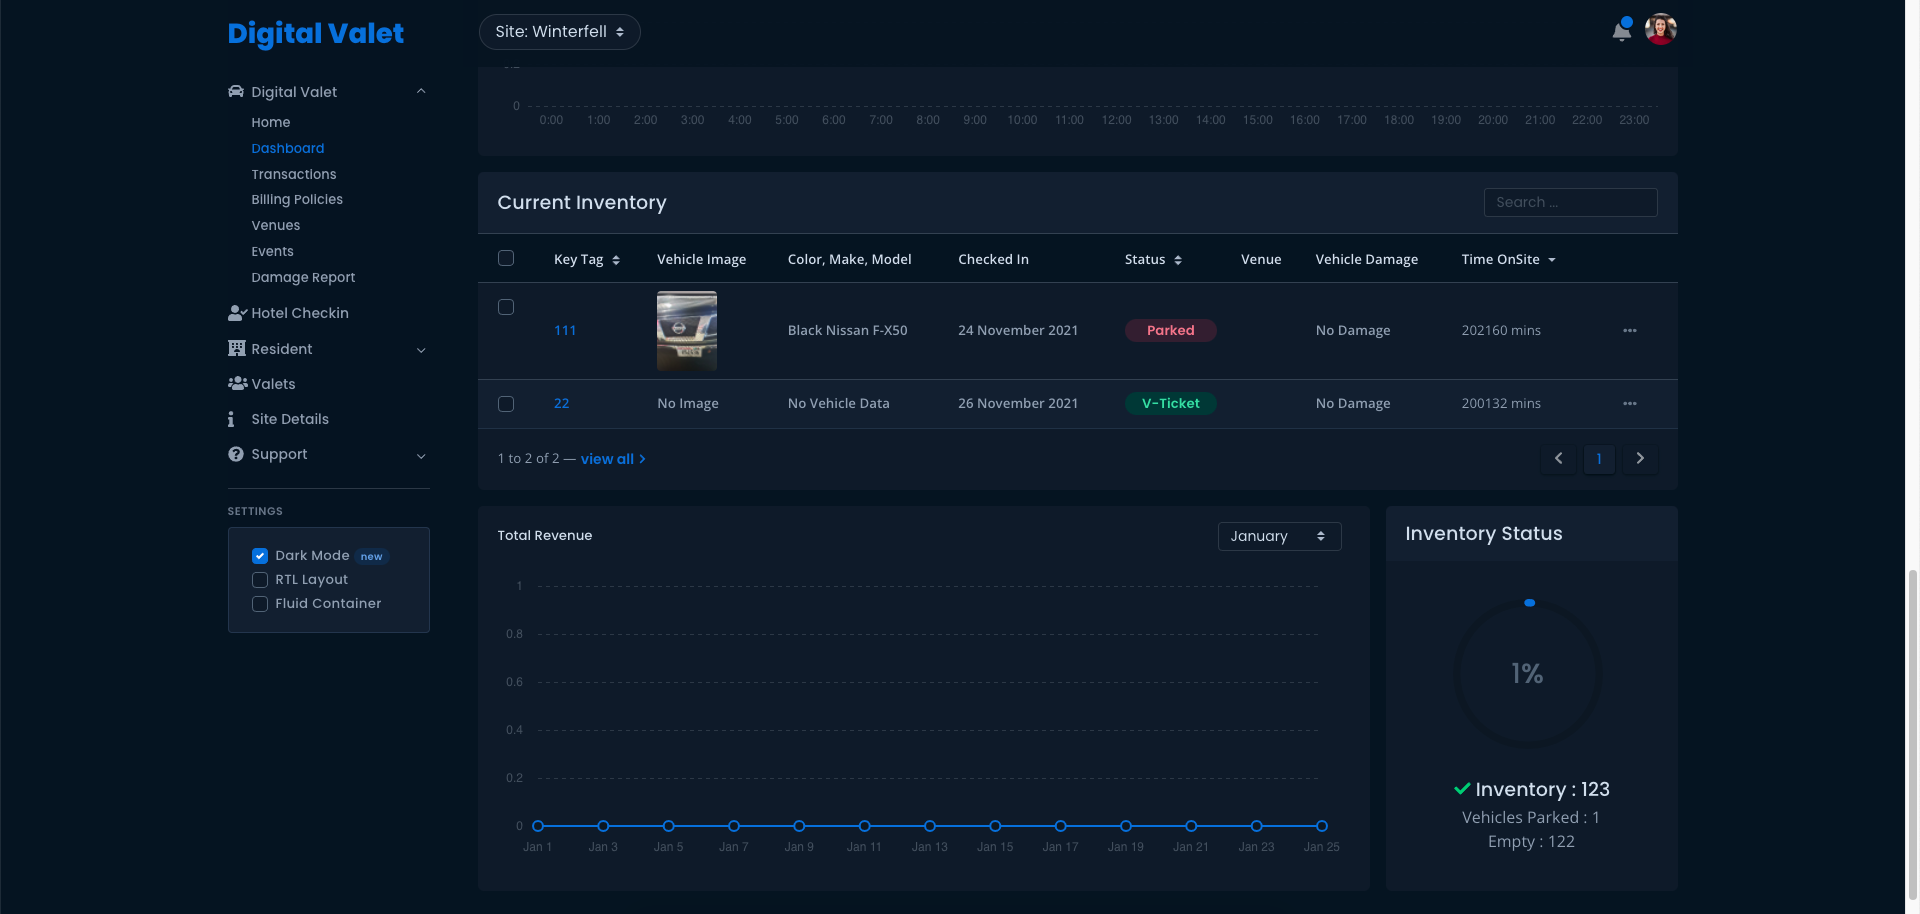 Digital Valet
Site: Winterfell
Digital Valet
Home
Dashboard
Transactions
Billing Policies
Venues
Events
Damage Report
Hotel Checkin
Resident
Valets
Site Details
Support
SETTINGS
Dark Mode new
RTL Layout
Fluid Container
0
0:00 1:00 2:00 3:00 4:00 5:00 6:00 7:00 8:00 9:00 10:00 11:00 12:00 13:00 14:00 15:00 16:00 17:00 18:00 19:00 20:00 21:00 22:00 23:00
Current Inventory
Search ...
Key Tag Vehicle Image Color, Make, Model Checked In Status Venue Vehicle Damage Time OnSite
111 Black Nissan F-X50 24 November 2021 Parked No Damage 202160 mins
22 No Image No Vehicle Data 26 November 2021 V-Ticket No Damage 200132 mins
1 to 2 of 2 — view all
1
Total Revenue
January
1
0.8
0.6
0.4
0.2
0
Jan 1 Jan 3 Jan 5 Jan 7 Jan 9 Jan 11 Jan 13 Jan 15 Jan 17 Jan 19 Jan 21 Jan 23 Jan 25
Inventory Status
1%
Inventory : 123
Vehicles Parked : 1
Empty : 122